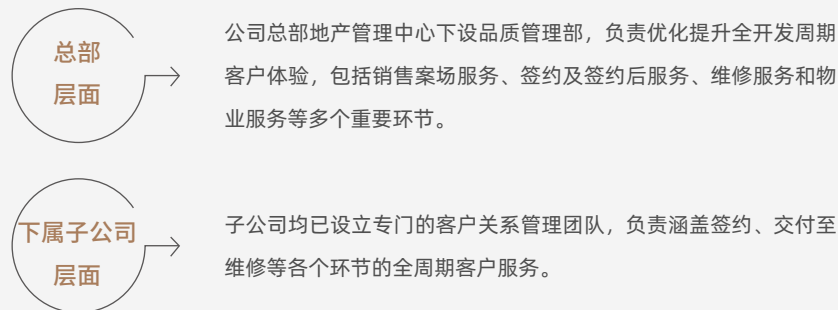 总部
层面
公司总部地产管理中心下设品质管理部，负责优化提升全开发周期
客户体验，包括销售案场服务、签约及签约后服务、维修服务和物
业服务等多个重要环节。
下属子公司
层面
子公司均已设立专门的客户关系管理团队，负责涵盖签约、交付至
维修等各个环节的全周期客户服务。